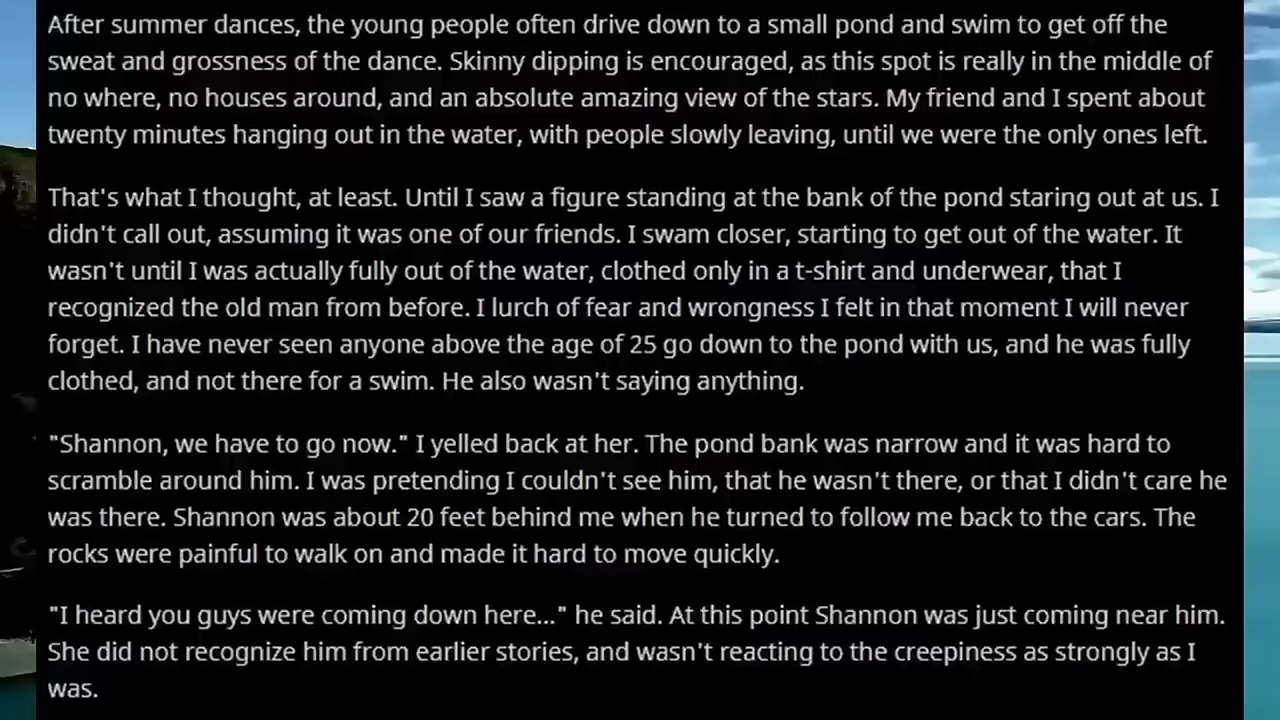 After summer dances, the young people often drive down to a small pond and swim to get off the
sweat and grossness of the dance. Skinny dipping is encouraged, as this spot is really in the middle of
no where, no houses around, and an absolute amazing view of the stars. My friend and I spent about
twenty minutes hanging out in the water, with people slowly leaving, until we were the only ones left.
That's what I thought, at least. Until I saw a figure standing at the bank of the pond staring out at us. I
didn't call out, assuming it was one of our friends. I swam closer, starting to get out of the water. It
wasn't until I was actually fully out of the water, clothed only in a t-shirt and underwear, that I
recognized the old man from before. I lurch of fear and wrongness I felt in that moment I will never
forget. I have never seen anyone above the age of 25 go down to the pond with us, and he was fully
clothed, and not there for a swim. He also wasn't saying anything.
"Shannon, we have to go now." I yelled back at her. The pond bank was narrow and it was hard to
scramble around him. I was pretending I couldn't see him, that he wasn't there, or that I didn't care he
was there. Shannon was about 20 feet behind me when he turned to follow me back to the cars. The
rocks were painful to walk on and made it hard to move quickly.
"I heard you guys were coming down here..." he said. At this point Shannon was just coming near him.
She did not recognize him from earlier stories, and wasn't reacting to the creepiness as strongly as I
was.